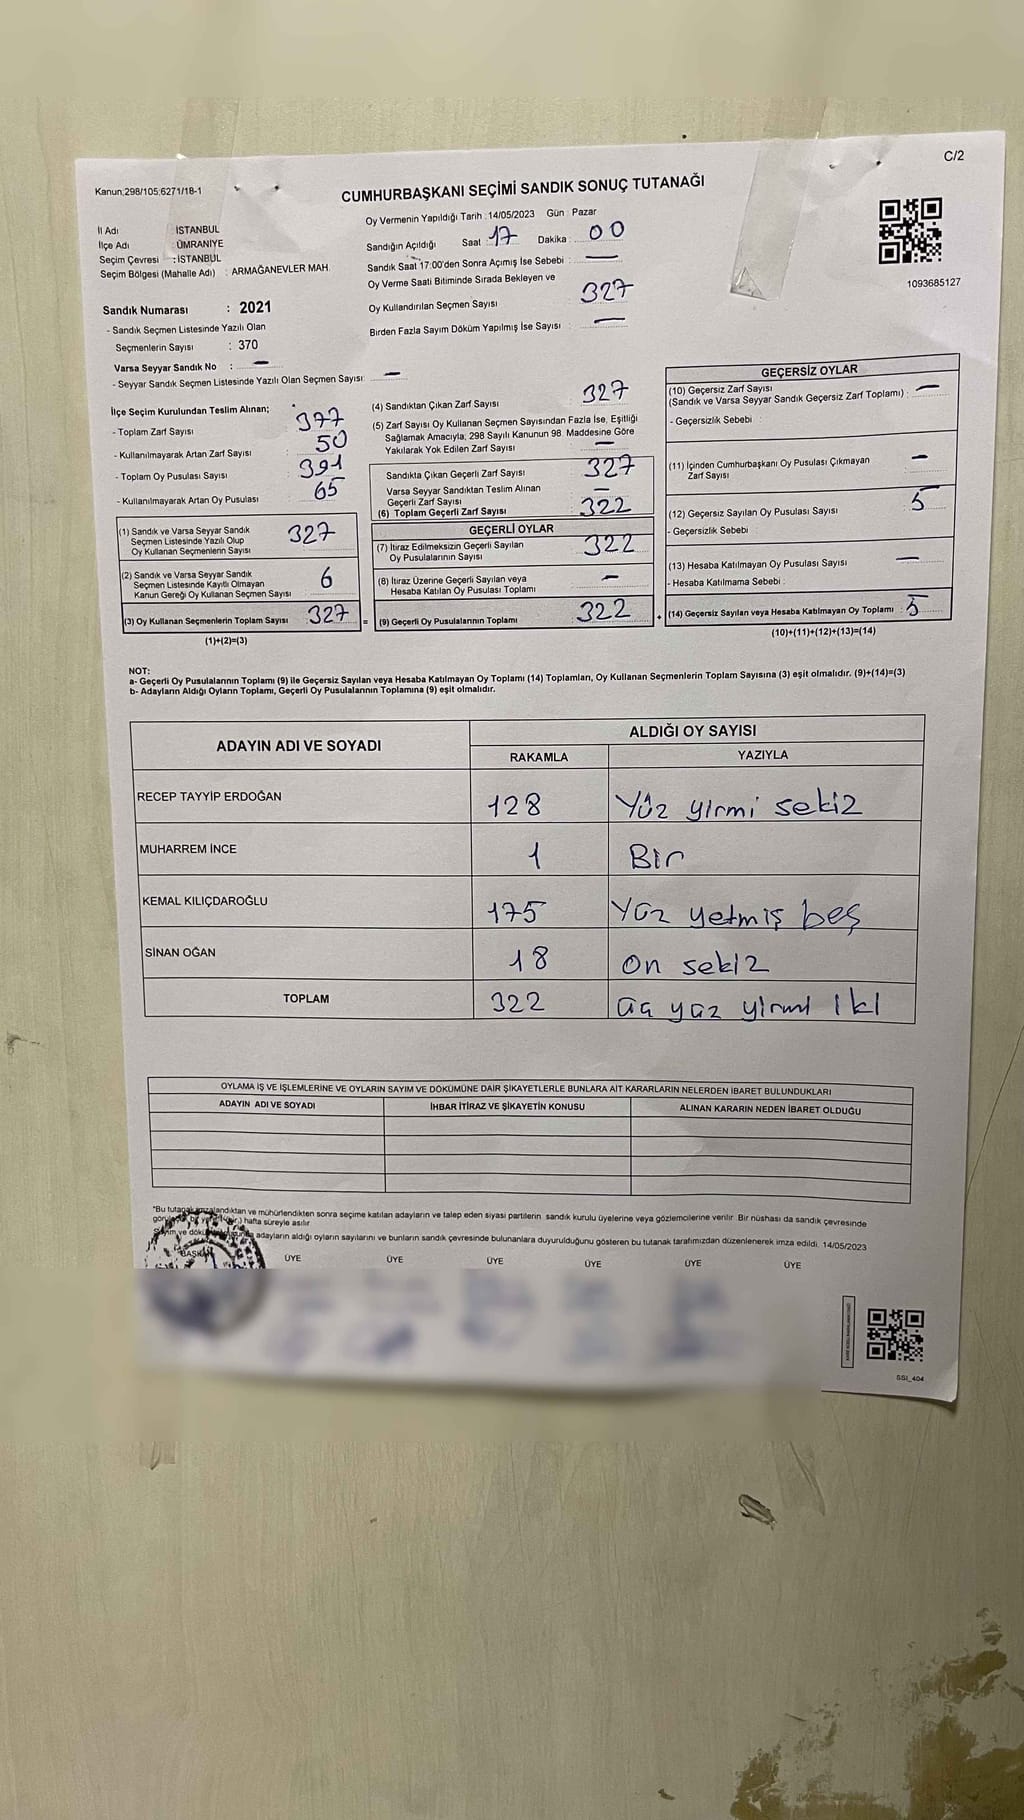 C/2
Kanun;298/105;6271/18-1
CUMHURBAŞKANI SEÇİMİ SANDIK SONUÇ TUTANAĞI
İl Adı : İSTANBUL
İlçe Adı : ÜMRANİYE
Seçim Çevresi : İSTANBUL
Seçim Bölgesi (Mahalle Adı) : ARMAĞANEVLER MAH.
Oy Vermenin Yapıldığı Tarih : 14/05/2023 Gün : Pazar
Sandığın Açıldığı Saat : 17 Dakika : 00
Sandık Saat 17:00'den Sonra Açımış İse Sebebi : —
Oy Verme Saati Bitiminde Sırada Bekleyen ve
Oy Kullandırılan Seçmen Sayısı : 327
Birden Fazla Sayım Döküm Yapılmış İse Sayısı : —
1093685127
Sandık Numarası : 2021
- Sandık Seçmen Listesinde Yazılı Olan
Seçmenlerin Sayısı : 370
Varsa Seyyar Sandık No : —
- Seyyar Sandık Seçmen Listesinde Yazılı Olan Seçmen Sayısı: —
İlçe Seçim Kurulundan Teslim Alınan;
- Toplam Zarf Sayısı : 377
- Kullanılmayarak Artan Zarf Sayısı : 50
- Toplam Oy Pusulası Sayısı : 391
- Kullanılmayarak Artan Oy Pusulası : 65
(1) Sandık ve Varsa Seyyar Sandık
Seçmen Listesinde Yazılı Olup
Oy Kullanan Seçmenlerin Sayısı : 327
(2) Sandık ve Varsa Seyyar Sandık
Seçmen Listesinde Kayıtlı Olmayan
Kanun Gereği Oy Kullanan Seçmen Sayısı : 6
(3) Oy Kullanan Seçmenlerin Toplam Sayısı : 327 =
(1)+(2)=(3)
(4) Sandıktan Çıkan Zarf Sayısı : 327
(5) Zarf Sayısı Oy Kullanan Seçmen Sayısından Fazla İse, Eşitliği
Sağlamak Amacıyla, 298 Sayılı Kanunun 98. Maddesine Göre
Yakılarak Yok Edilen Zarf Sayısı : —
Sandıkta Çıkan Geçerli Zarf Sayısı : 327
Varsa Seyyar Sandıktan Teslim Alınan
Geçerli Zarf Sayısı : —
(6) Toplam Geçerli Zarf Sayısı : 322
GEÇERLİ OYLAR
(7) İtiraz Edilmeksizin Geçerli Sayılan
Oy Pusulalarının Sayısı : 322
(8) İtiraz Üzerine Geçerli Sayılan veya
Hesaba Katılan Oy Pusulası Toplamı : —
(9) Geçerli Oy Pusulalarının Toplamı : 322 +
GEÇERSİZ OYLAR
(10) Geçersiz Zarf Sayısı
(Sandık ve Varsa Seyyar Sandık Geçersiz Zarf Toplamı) : —
- Geçersizlik Sebebi
(11) İçinden Cumhurbaşkanı Oy Pusulası Çıkmayan
Zarf Sayısı : —
(12) Geçersiz Sayılan Oy Pusulası Sayısı : 5
- Geçersizlik Sebebi
(13) Hesaba Katılmayan Oy Pusulası Sayısı : —
- Hesaba Katılmama Sebebi :
(14) Geçersiz Sayılan veya Hesaba Katılmayan Oy Toplamı : 5
(10)+(11)+(12)+(13)=(14)
NOT:
a- Geçerli Oy Pusulalarının Toplamı (9) ile Geçersiz Sayılan veya Hesaba Katılmayan Oy Toplamı (14) Toplamları, Oy Kullanan Seçmenlerin Toplam Sayısına (3) eşit olmalıdır. (9)+(14)=(3)
b- Adayların Aldığı Oyların Toplamı, Geçerli Oy Pusulalarının Toplamına (9) eşit olmalıdır.
ADAYIN ADI VE SOYADI
ALDIĞI OY SAYISI
RAKAMLA YAZIYLA
RECEP TAYYİP ERDOĞAN 128 Yüz yirmi sekiz
MUHARREM İNCE 1 Bir
KEMAL KILIÇDAROĞLU 175 Yüz yetmiş beş
SİNAN OĞAN 18 On sekiz
TOPLAM 322 üç yüz yirmi iki
OYLAMA İŞ VE İŞLEMLERİNE VE OYLARIN SAYIM VE DÖKÜMÜNE DAİR ŞİKAYETLERLE BUNLARA AİT KARARLARIN NELERDEN İBARET BULUNDUKLARI
ADAYIN ADI VE SOYADI İHBAR İTİRAZ VE ŞİKAYETİN KONUSU ALINAN KARARIN NEDEN İBARET OLDUĞU
*Bu tutanak imzalandıktan ve mühürlendikten sonra seçime katılan adayların ve talep eden siyasi partilerin sandık kurulu üyelerine veya gözlemcilerine verilir. Bir nüshası da sandık çevresinde
hafta süreyle asılır.
adayların aldığı oyların sayılarını ve bunların sandık çevresinde bulunanlara duyurulduğunu gösteren bu tutanak tarafımızdan düzenlenerek imza edildi. 14/05/2023
BAŞKAN ÜYE ÜYE ÜYE ÜYE ÜYE ÜYE
SSI_404